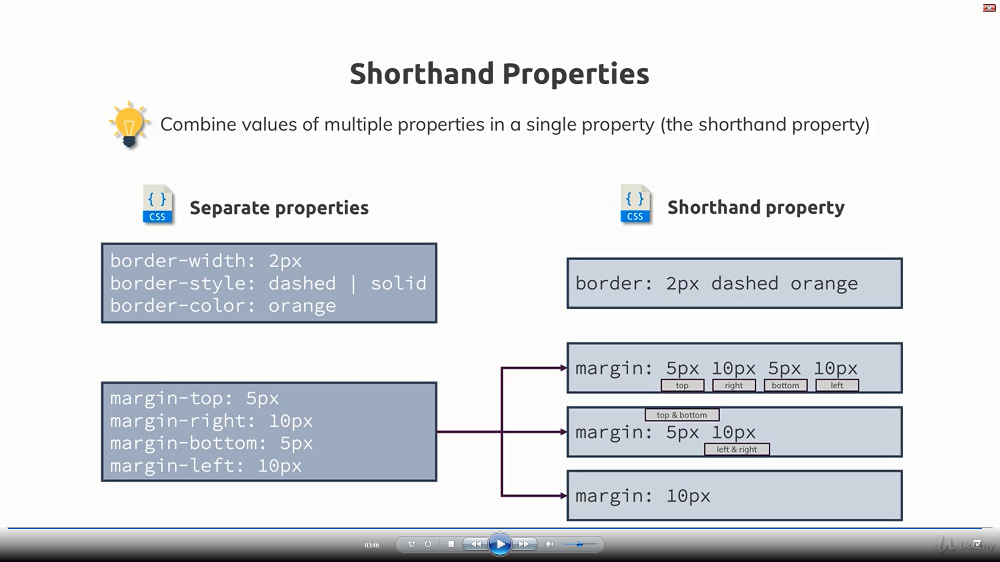 Shorthand Properties
Combine values of multiple properties in a single property (the shorthand property)
{ }
CSS
Separate properties
border-width: 2px
border-style: dashed | solid
border-color: orange
margin-top: 5px
margin-right: 10px
margin-bottom: 5px
margin-left: 10px
{ }
CSS
Shorthand property
border: 2px dashed orange
margin: 5px 10px 5px 10px
top right bottom left
top & bottom
margin: 5px 10px
left & right
margin: 10px
03:46
Udemy